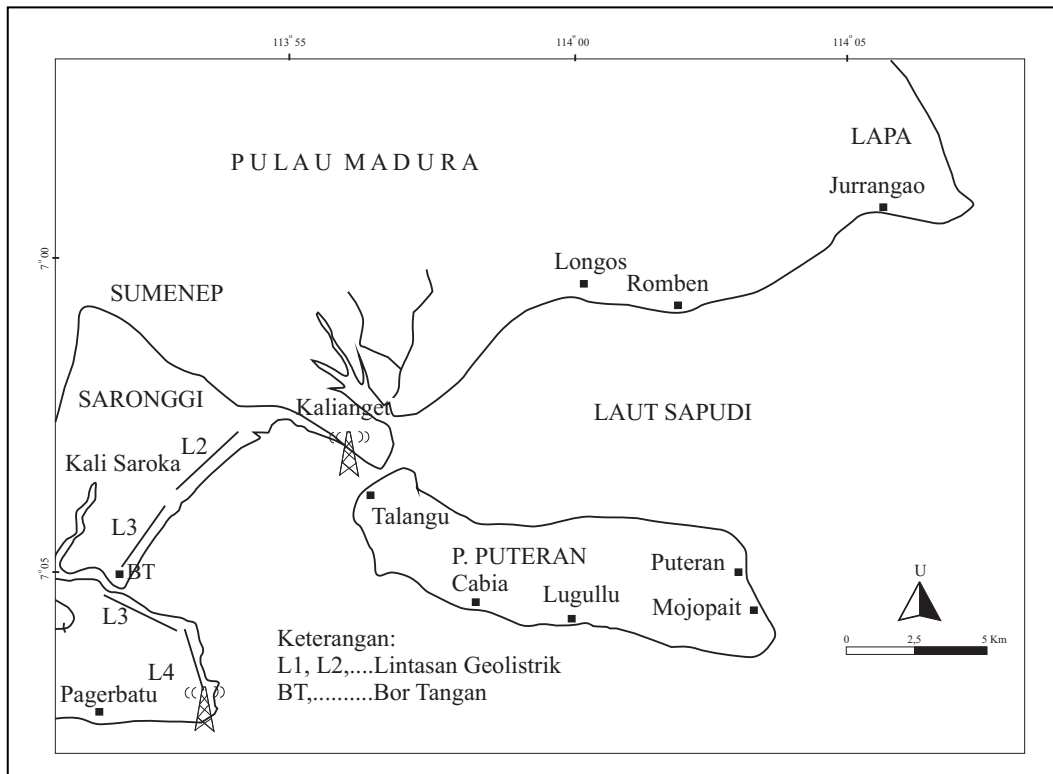 113° 55
114° 00
114° 05
LAPA
PULAU MADURA
Jurrangao
7° 00
Longos
Romben
SUMENEP
SARONGGI
Kalianget
LAUT SAPUDI
L2
Kali Saroka
Talangu
L3
P. PUTERAN
7° 05
BT
Cabia
Puteran
Lugullu
Mojopait
U
L3
0 2,5 5 Km
Keterangan:
L1, L2,....Lintasan Geolistrik
L4
BT,..........Bor Tangan
Pagerbatu